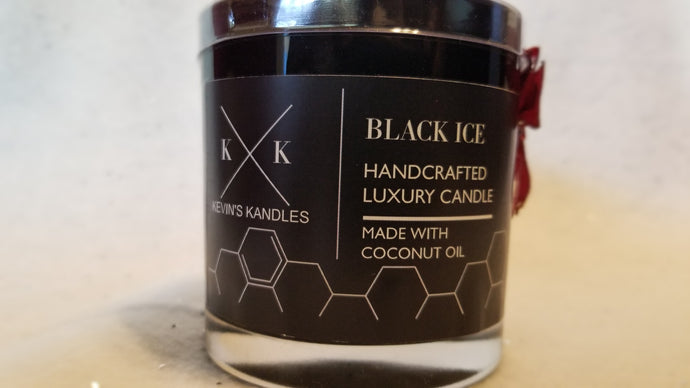 K K
KEVIN'S KANDLES
BLACK ICE
HANDCRAFTED
LUXURY CANDLE
MADE WITH
COCONUT OIL